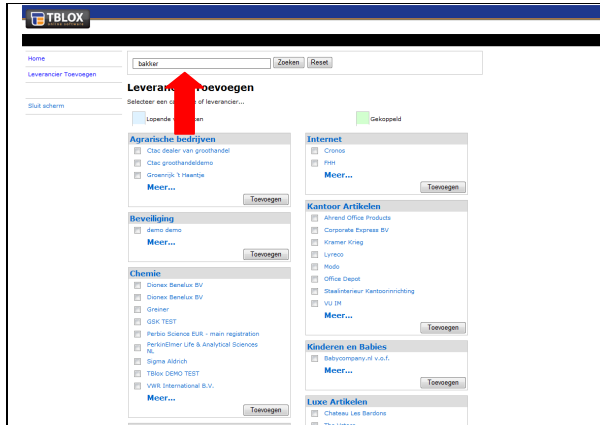 TBLOX
online software
Home
Leverancier Toevoegen
Sluit scherm
bakker
Zoeken
Reset
Toevoegen
Selecteer een
of leverancier...
Lopende
Gekoppeld
Agrarische bedrijven
Ctac dealer van groothandel
Ctac groothandeldemo
Groenrijk 't Haantje
Meer...
Toevoegen
Beveiliging
demo demo
Meer...
Toevoegen
Chemie
Dionex Benelux BV
Dionex Benelux BV
Greiner
GSK TEST
Perbio Science EUR - main registration
PerkinElmer Life & Analytical Sciences
NL
Sigma Aldrich
TBlox DEMO TEST
VWR International B.V.
Meer...
Toevoegen
Internet
Cronos
FHH
Meer...
Toevoegen
Kantoor Artikelen
Ahrend Office Products
Corporate Express BV
Kramer Krieg
Lyreco
Modo
Office Depot
Staalinterieur Kantoorinrichting
VU IM
Meer...
Toevoegen
Kinderen en Babies
Babycompany.nl v.o.f.
Meer...
Toevoegen
Luxe Artikelen
Chateau Les Bardons